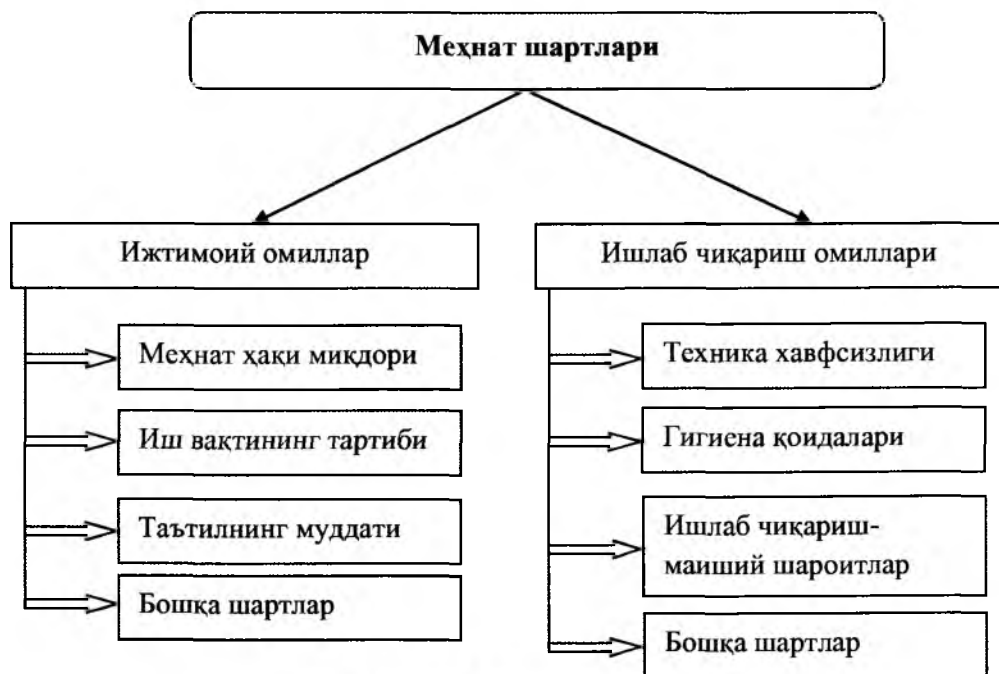 Меҳнат шартлари
Ижтимоий омиллар
Меҳнат ҳақи миқдори
Иш вақтининг тартиби
Таътилнинг муддати
Бошқа шартлар
Ишлаб чиқариш омиллари
Техника хавфсизлиги
Гигиена қоидалари
Ишлаб чиқариш-
маиший шароитлар
Бошқа шартлар